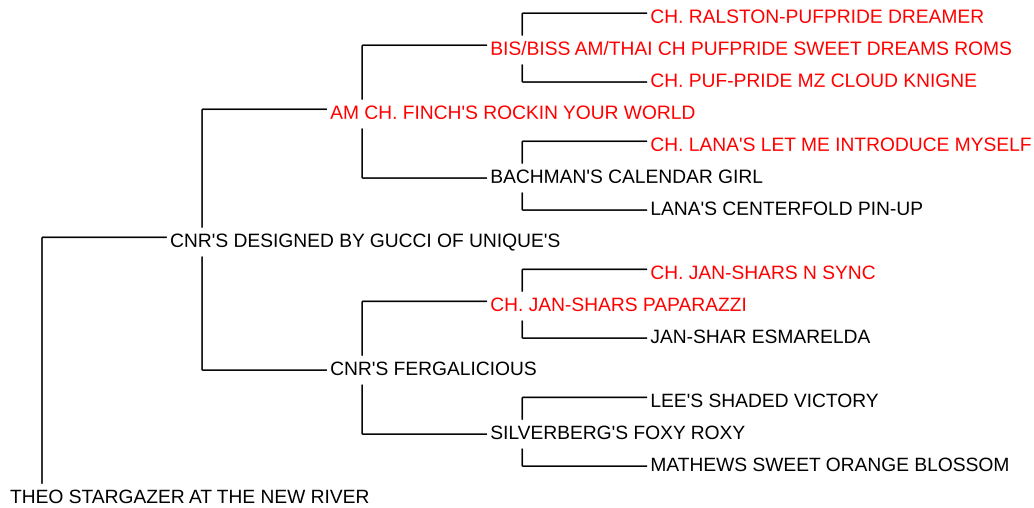 CH. RALSTON-PUFPRIDE DREAMER
BIS/BISS AM/THAI CH PUFPRIDE SWEET DREAMS ROMS
CH. PUF-PRIDE MZ CLOUD KNIGNE
AM CH. FINCH'S ROCKIN YOUR WORLD
CH. LANA'S LET ME INTRODUCE MYSELF
BACHMAN'S CALENDAR GIRL
LANA'S CENTERFOLD PIN-UP
CNR'S DESIGNED BY GUCCI OF UNIQUE'S
CH. JAN-SHARS N SYNC
CH. JAN-SHARS PAPARAZZI
JAN-SHAR ESMARELDA
CNR'S FERGALICIOUS
LEE'S SHADED VICTORY
SILVERBERG'S FOXY ROXY
MATHEWS SWEET ORANGE BLOSSOM
THEO STARGAZER AT THE NEW RIVER